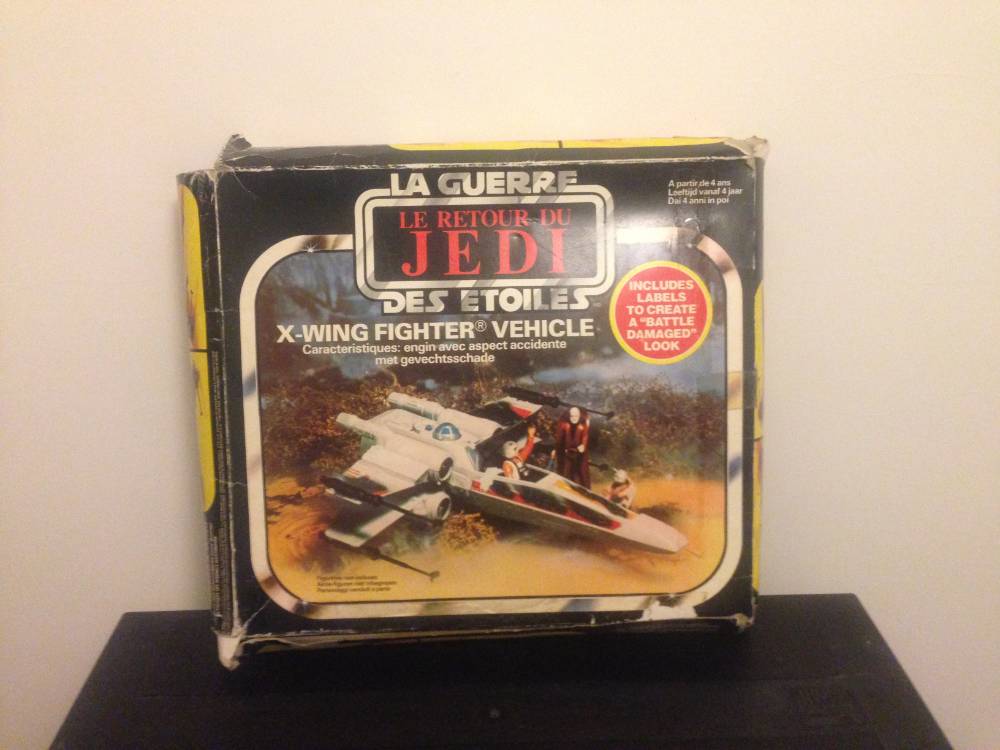 LA GUERRE
LE RETOUR DU
JEDI
DES ETOILES
A partir de 4 ans
Leeftijd vanaf 4 jaar
Dai 4 anni in poi
INCLUDES
LABELS
TO CREATE
A "BATTLE
DAMAGED"
LOOK
X-WING FIGHTER® VEHICLE
Caracteristiques: engin avec aspect accidente
met gevechtsschade